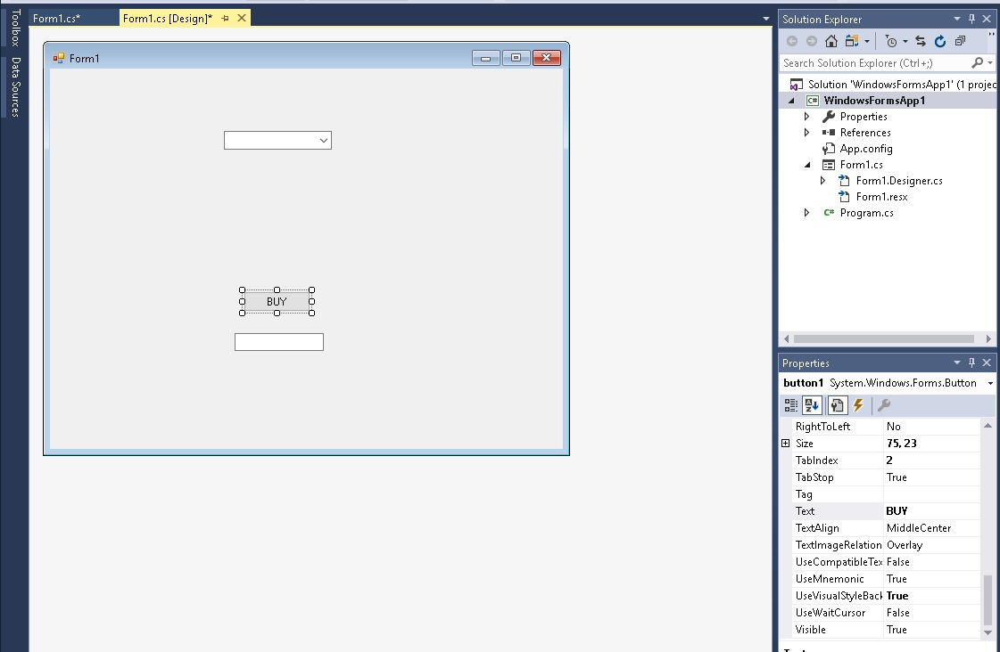 Toolbox
Data Sources
Form1.cs*
Form1.cs [Design]*
Form1
BUY
Solution Explorer
Search Solution Explorer (Ctrl+;)
Solution 'WindowsFormsApp1' (1 projec
C# WindowsFormsApp1
Properties
References
App.config
Form1.cs
Form1.Designer.cs
Form1.resx
C# Program.cs
Properties
button1 System.Windows.Forms.Button
RightToLeft No
Size 75, 23
TabIndex 2
TabStop True
Tag
Text BUY
TextAlign MiddleCenter
TextImageRelation Overlay
UseCompatibleTex False
UseMnemonic True
UseVisualStyleBack True
UseWaitCursor False
Visible True